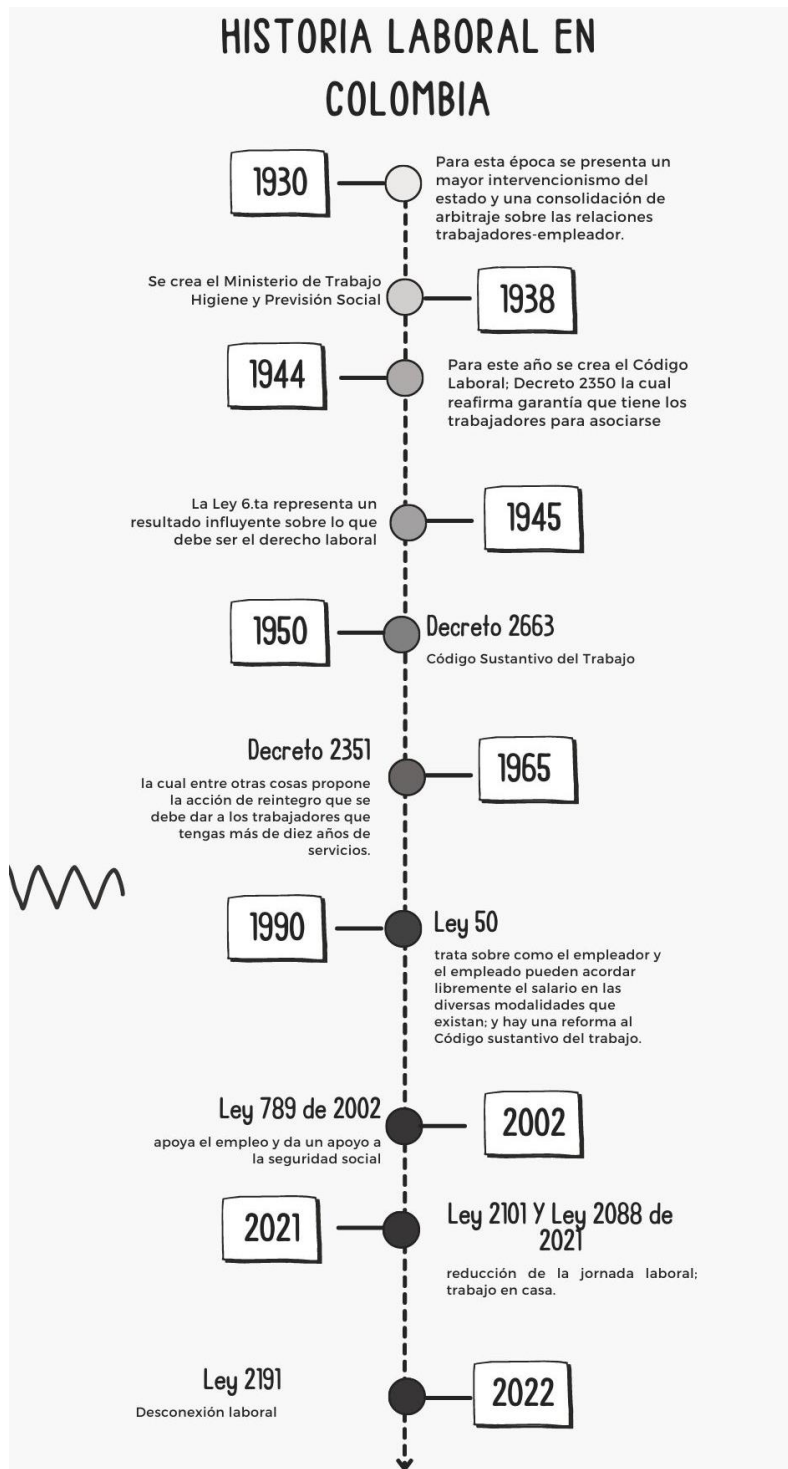 HISTORIA LABORAL EN
COLOMBIA
1930
Para esta época se presenta un
mayor intervencionismo del
estado y una consolidación de
arbitraje sobre las relaciones
trabajadores-empleador.
Se crea el Ministerio de Trabajo
Higiene y Previsión Social
1938
1944
Para este año se crea el Código
Laboral; Decreto 2350 la cual
reafirma garantía que tiene los
trabajadores para asociarse
La Ley 6.ta representa un
resultado influyente sobre lo que
debe ser el derecho laboral
1945
1950
Decreto 2663
Código Sustantivo del Trabajo
Decreto 2351
la cual entre otras cosas propone
la acción de reintegro que se
debe dar a los trabajadores que
tengas más de diez años de
servicios.
1965
1990
Ley 50
trata sobre como el empleador y
el empleado pueden acordar
libremente el salario en las
diversas modalidades que
existan; y hay una reforma al
Código sustantivo del trabajo.
Ley 789 de 2002
apoya el empleo y da un apoyo a
la seguridad social
2002
2021
Ley 2101 Y Ley 2088 de
2021
reducción de la jornada laboral;
trabajo en casa.
Ley 2191
Desconexión laboral
2022